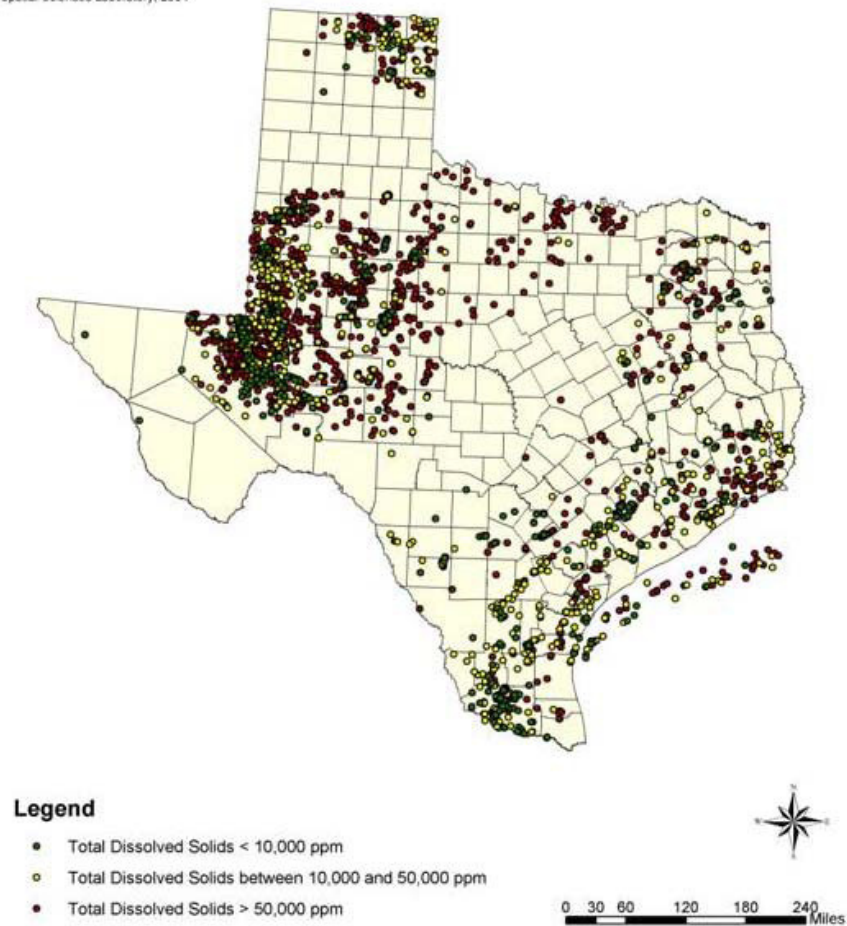 Legend
Total Dissolved Solids < 10,000 ppm
Total Dissolved Solids between 10,000 and 50,000 ppm
Total Dissolved Solids > 50,000 ppm
N
W E
S
0 30 60 120 180 240
Miles